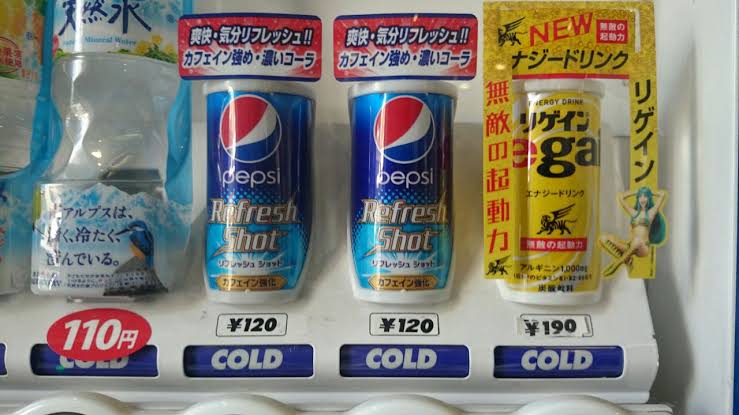 天然水
Mineral Water
アルプスは、
く、冷たく、
んでいる。
110円
COLD
爽快・気分リフレッシュ!!
カフェイン強め・濃いコーラ
pepsi
Refresh
Shot
リフレッシュ ショット
カフェイン強化
¥120
COLD
爽快・気分リフレッシュ!!
カフェイン強め・濃いコーラ
pepsi
Refresh
Shot
リフレッシュ ショット
カフェイン強化
¥120
COLD
NEW
無敵の
起動力
ナジードリンク
無敵の起動力
リゲイン
ENERGY DRINK
リゲイン
ega
エナジードリンク
無敵の起動力
アルギニン1,000mg
炭酸飲料
¥190
COLD